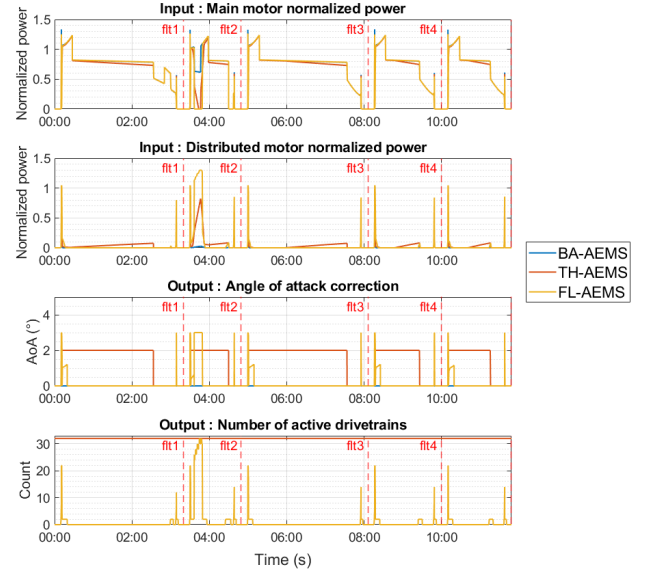 Input : Main motor normalized power
Normalized power
1.5
1
0.5
0
flt1
flt2
flt3
flt4
00:00
02:00
04:00
06:00
08:00
10:00
Input : Distributed motor normalized power
Normalized power
1.5
1
0.5
0
flt1
flt2
flt3
flt4
00:00
02:00
04:00
06:00
08:00
10:00
BA-AEMS
TH-AEMS
FL-AEMS
Output : Angle of attack correction
AoA (°)
4
2
0
flt1
flt2
flt3
flt4
00:00
02:00
04:00
06:00
08:00
10:00
Output : Number of active drivetrains
Count
30
20
10
0
flt1
flt2
flt3
flt4
00:00
02:00
04:00
06:00
08:00
10:00
Time (s)